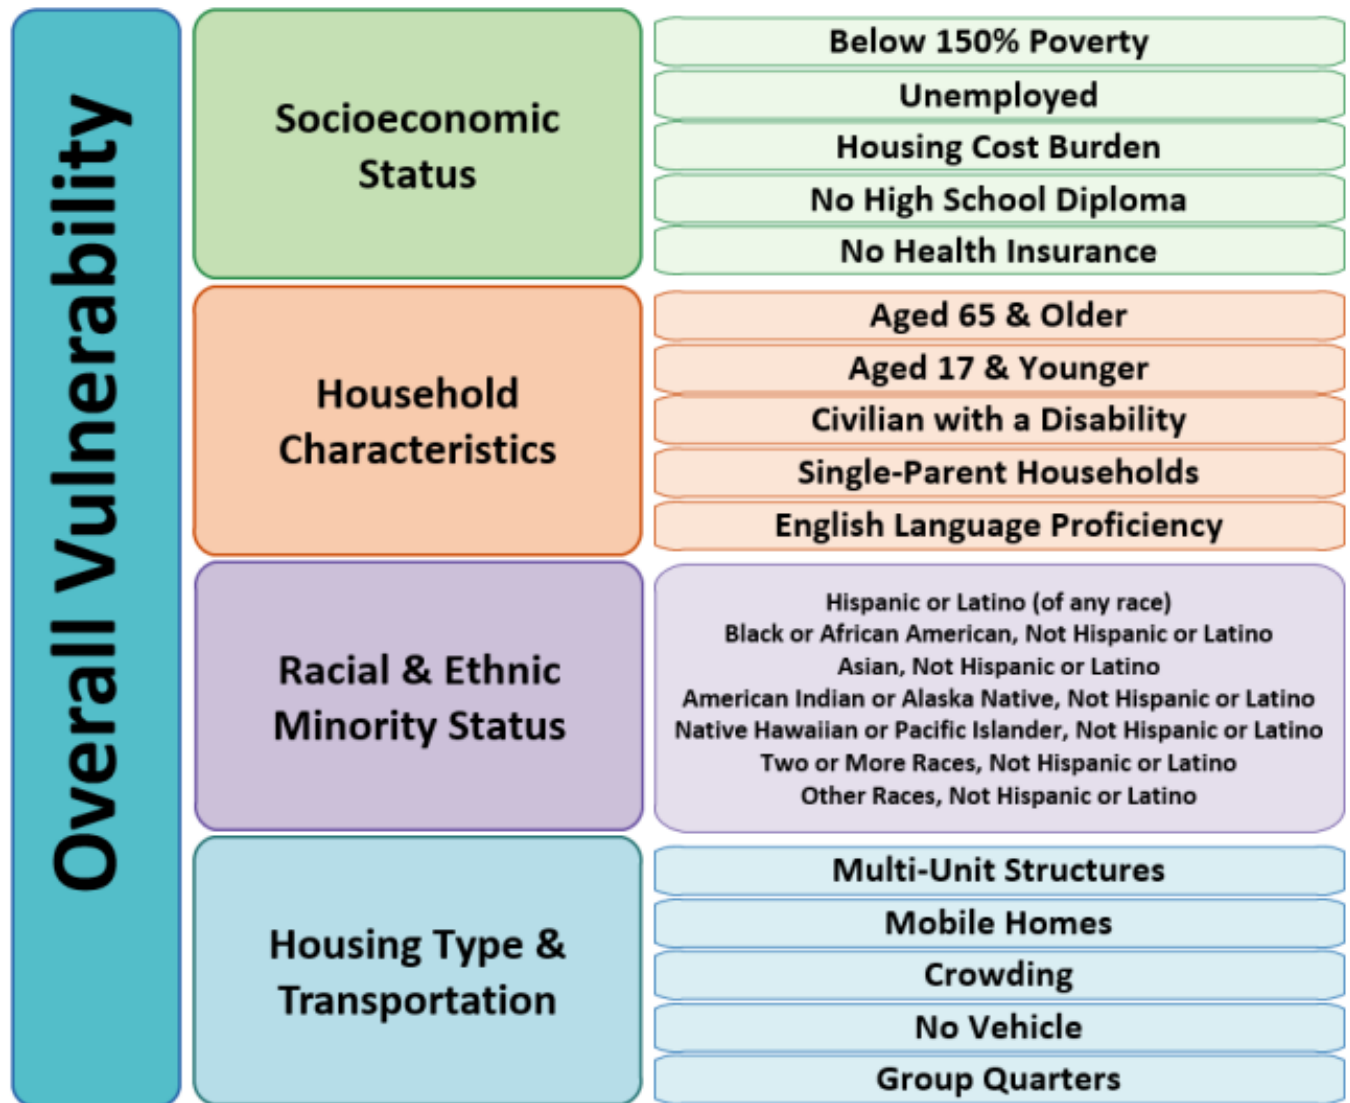 Overall Vulnerability
Socioeconomic
Status
Below 150% Poverty
Unemployed
Housing Cost Burden
No High School Diploma
No Health Insurance
Household
Characteristics
Aged 65 & Older
Aged 17 & Younger
Civilian with a Disability
Single-Parent Households
English Language Proficiency
Racial & Ethnic
Minority Status
Hispanic or Latino (of any race)
Black or African American, Not Hispanic or Latino
Asian, Not Hispanic or Latino
American Indian or Alaska Native, Not Hispanic or Latino
Native Hawaiian or Pacific Islander, Not Hispanic or Latino
Two or More Races, Not Hispanic or Latino
Other Races, Not Hispanic or Latino
Housing Type &
Transportation
Multi-Unit Structures
Mobile Homes
Crowding
No Vehicle
Group Quarters